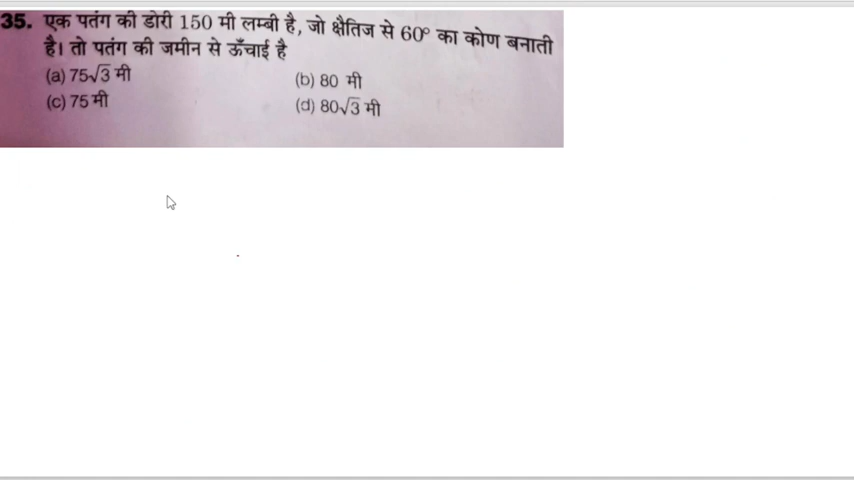 35. एक पतंग की डोरी 150 मी लम्बी है, जो क्षैतिज से 60° का कोण बनाती
है। तो पतंग की जमीन से ऊँचाई है
(a) 75√3 मी (b) 80 मी
(c) 75 मी (d) 80√3 मी